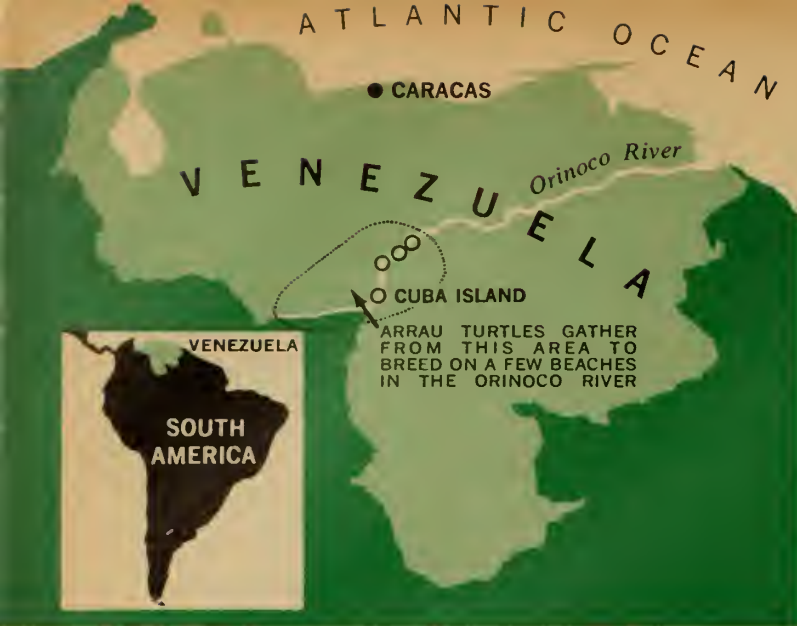 ATLANTIC OCEAN
CARACAS
VENEZUELA
Orinoco River
CUBA ISLAND
ARRAU TURTLES GATHER
FROM THIS AREA TO
BREED ON A FEW BEACHES
IN THE ORINOCO RIVER
VENEZUELA
SOUTH
AMERICA